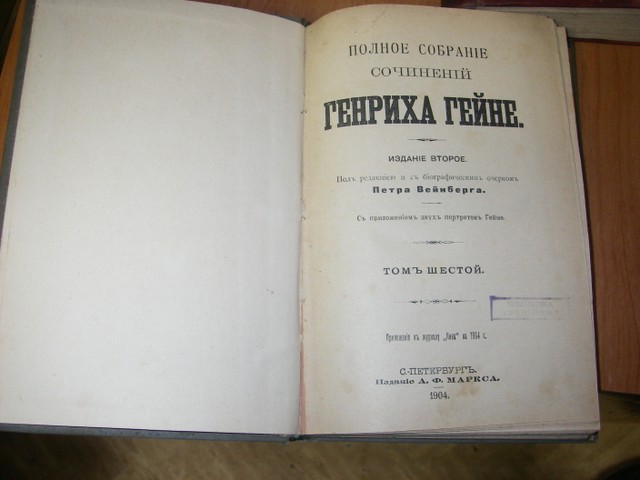 ПОЛНОЕ СОБРАНІЕ
СОЧИНЕНІЙ
ГЕНРИХА ГЕЙНЕ.
ИЗДАНІЕ ВТОРОЕ.
Подъ редакціею и съ біографическимъ очеркомъ
Петра Вейнберга.
Съ приложеніемъ двухъ портретовъ Гейне.
ТОМЪ ШЕСТОЙ.
Приложеніе къ журналу „Нива“ на 1904 г.
С.-ПЕТЕРБУРГЪ.
Изданіе А. Ф. МАРКСА.
1904.